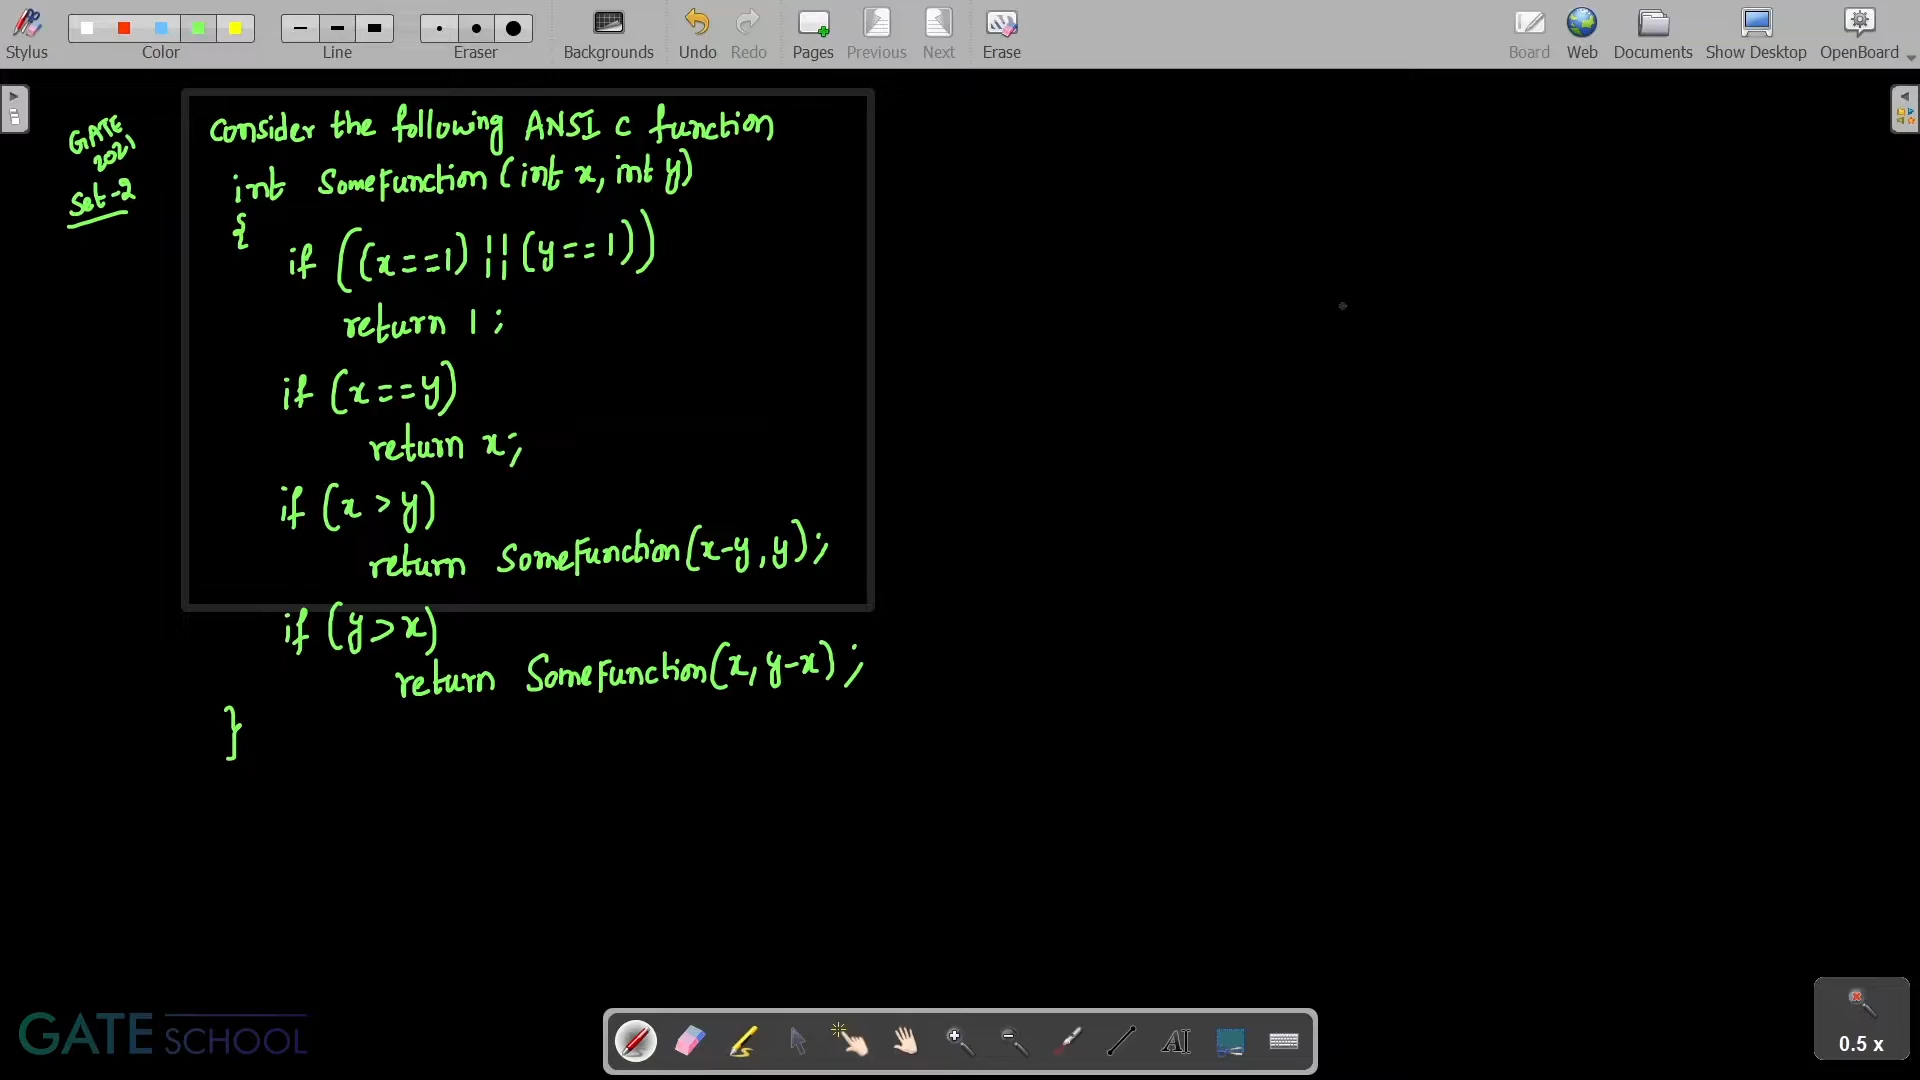 Stylus
Color
Line
Eraser
Backgrounds
Undo
Redo
Pages
Previous
Next
Erase
Board
Web
Documents
Show Desktop
OpenBoard
GATE
2021
Set-2
Consider the following ANSI C function
int SomeFunction (int x, int y)
{
if ((x==1) || (y==1))
return 1;
if (x==y)
return x;
if (x > y)
return SomeFunction(x-y, y);
if (y > x)
return SomeFunction(x, y-x);
}
GATE SCHOOL
AI
0.5 x